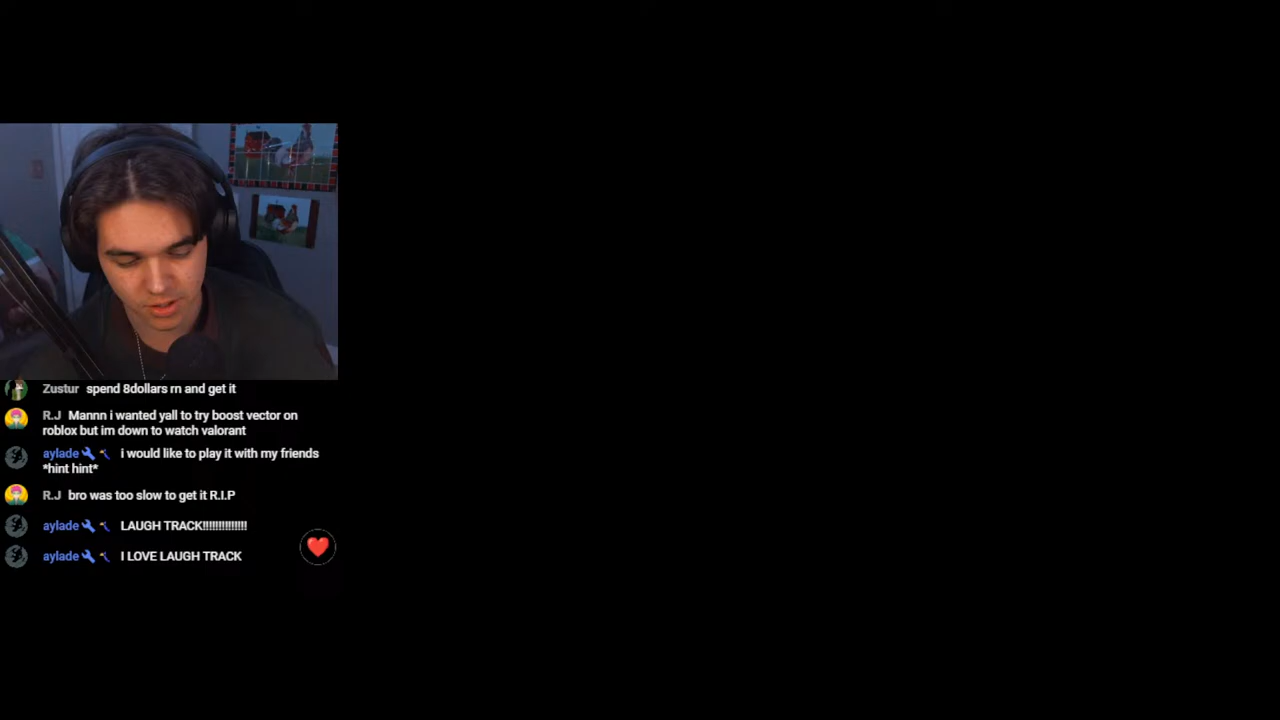 Zustur spend 8dollars rn and get it
R.J Mannn i wanted yall to try boost vector on
roblox but im down to watch valorant
aylade i would like to play it with my friends
*hint hint*
R.J bro was too slow to get it R.I.P
aylade LAUGH TRACK!!!!!!!!!!!!!!
aylade I LOVE LAUGH TRACK